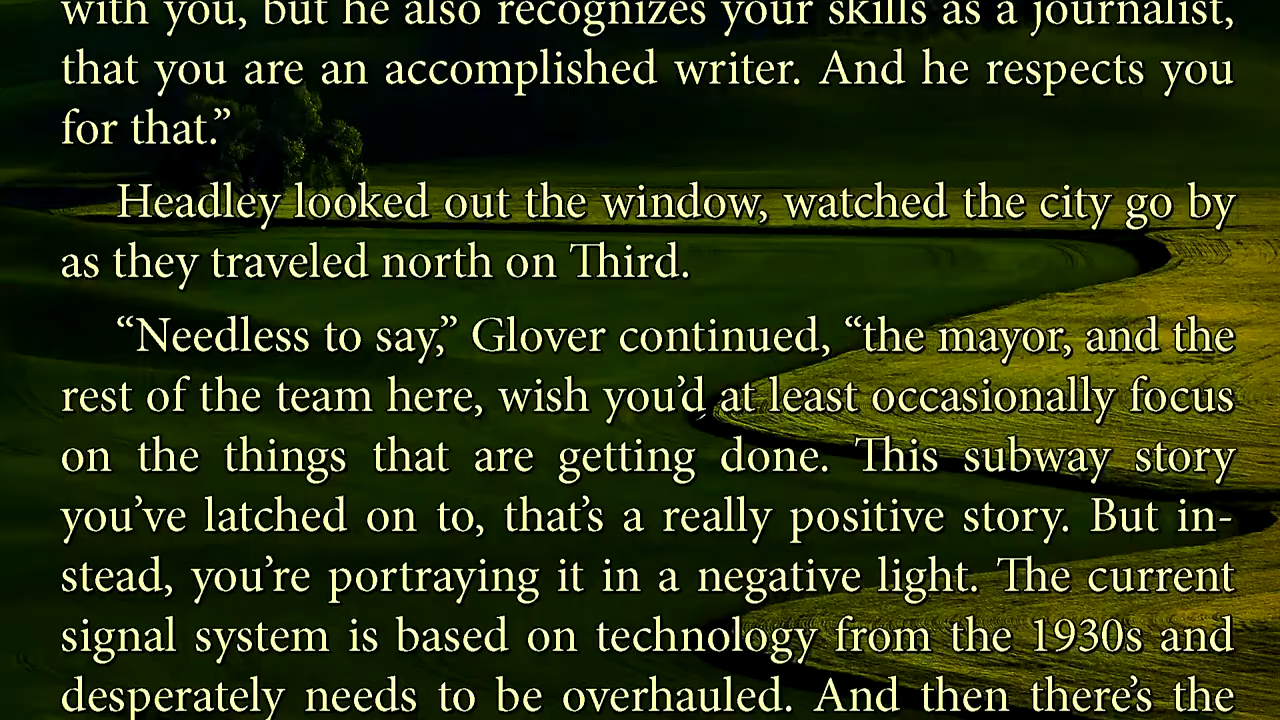 with you, but he also recognizes your skills as a journalist,
that you are an accomplished writer. And he respects you
for that.”
Headley looked out the window, watched the city go by
as they traveled north on Third.
“Needless to say,” Glover continued, “the mayor, and the
rest of the team here, wish you’d at least occasionally focus
on the things that are getting done. This subway story
you’ve latched on to, that’s a really positive story. But in-
stead, you’re portraying it in a negative light. The current
signal system is based on technology from the 1930s and
desperately needs to be overhauled. And then there’s the